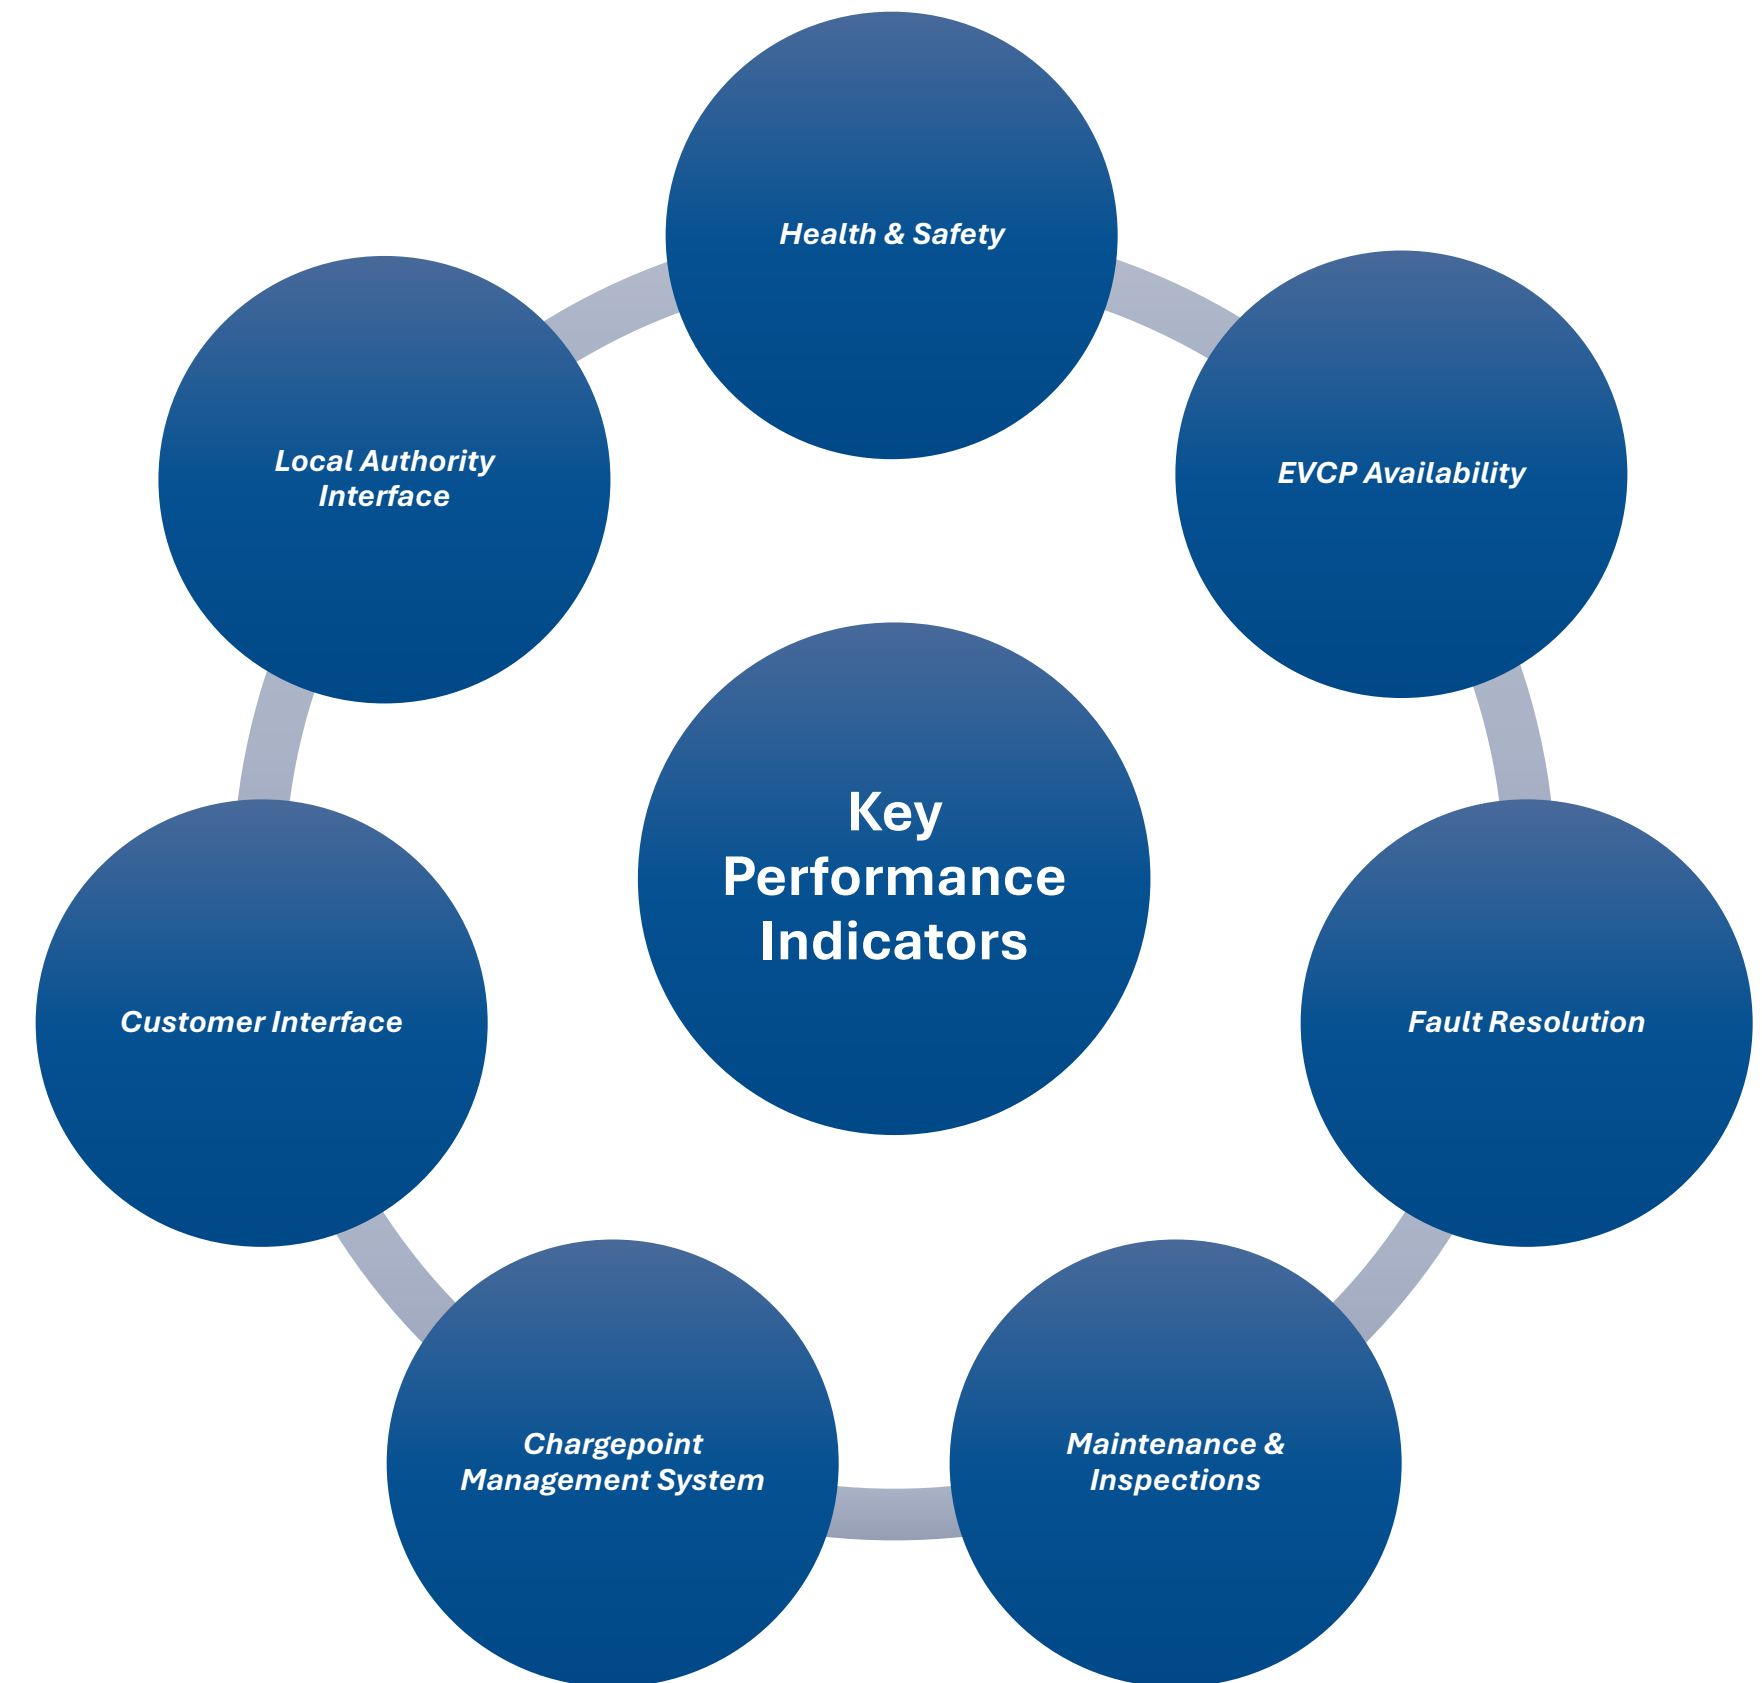 Health & Safety
EVCP Availability
Fault Resolution
Maintenance &
Inspections
Chargepoint
Management System
Customer Interface
Local Authority
Interface
Key
Performance
Indicators